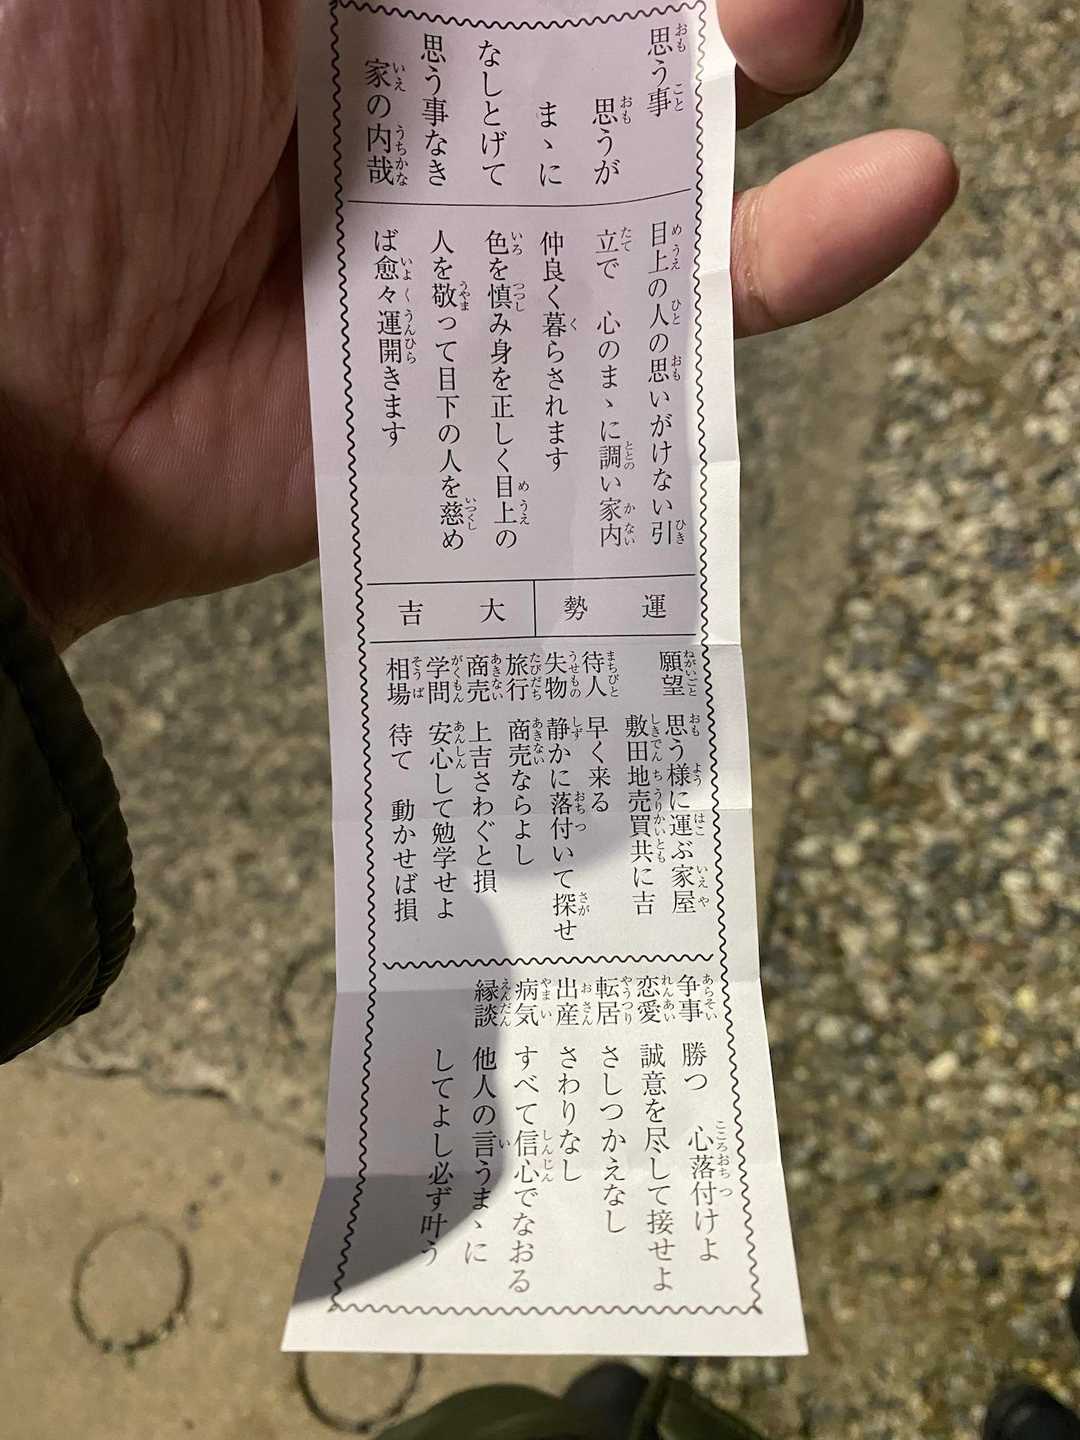 思う事
思うが
まゝに
なしとげて
思う事なき
家の内哉
目上の人の思いがけない引
立で 心のまゝに調い家内
仲良く暮らされます
色を慎み身を正しく目上の
人を敬って目下の人を慈め
ば愈々運開きます
運勢 大吉
願望 思う様に運ぶ家屋
敷田地売買共に吉
待人 早く来る
失物 静かに落付いて探せ
旅行 商売ならよし
商売 上吉さわぐと損
学問 安心して勉学せよ
相場 待て 動かせば損
争事 勝つ 心落付けよ
恋愛 誠意を尽して接せよ
転居 さしつかえなし
出産 さわりなし
病気 すべて信心でなおる
縁談 他人の言うまゝに
してよし必ず叶う